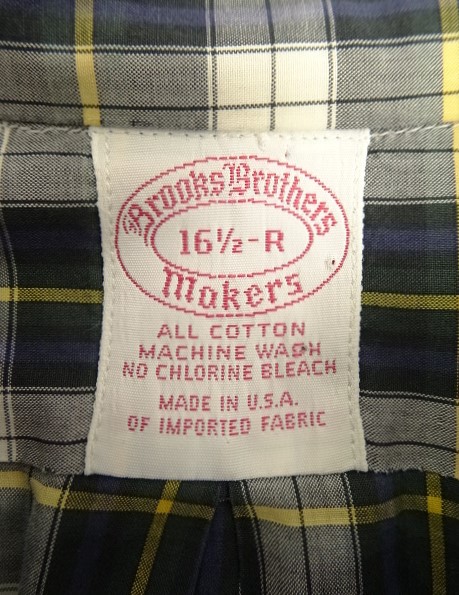 Brooks Brothers
16½-R
Makers
ALL COTTON
MACHINE WASH
NO CHLORINE BLEACH
MADE IN U.S.A.
OF IMPORTED FABRIC